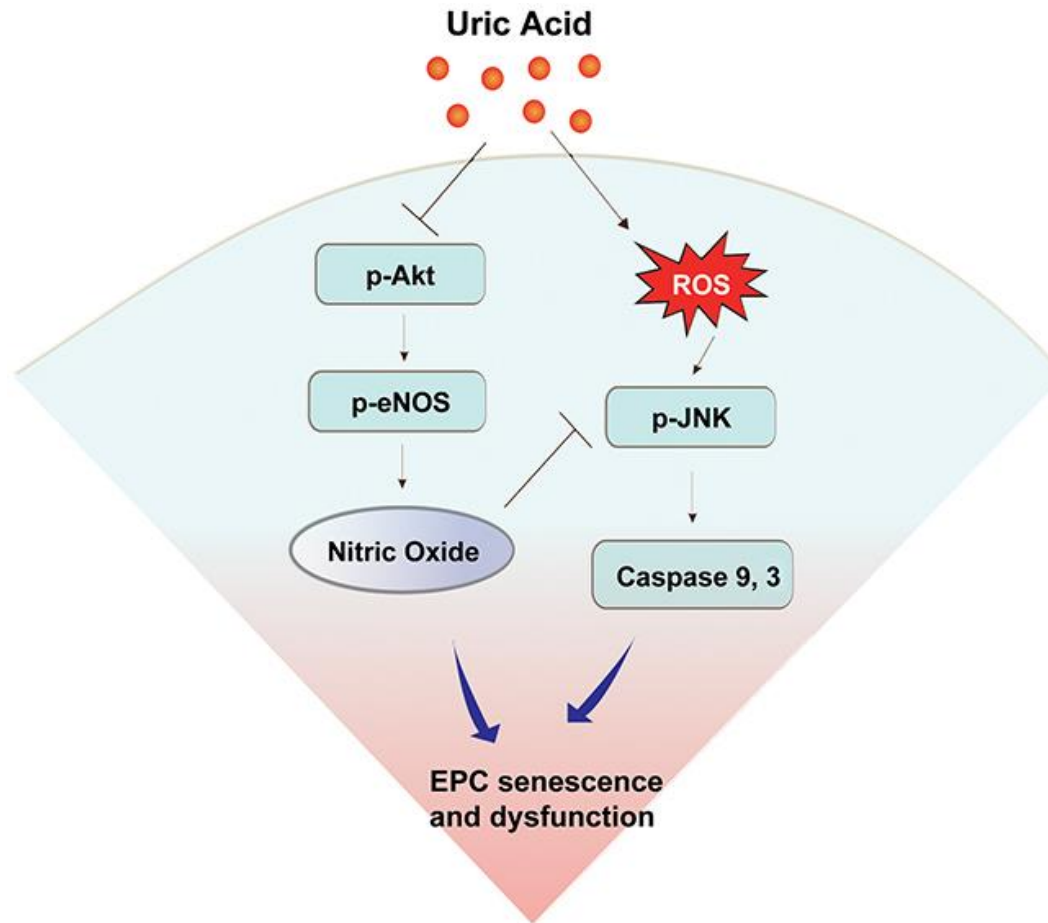 Uric Acid
p-Akt
ROS
p-eNOS
p-JNK
Nitric Oxide
Caspase 9, 3
EPC senescence
and dysfunction